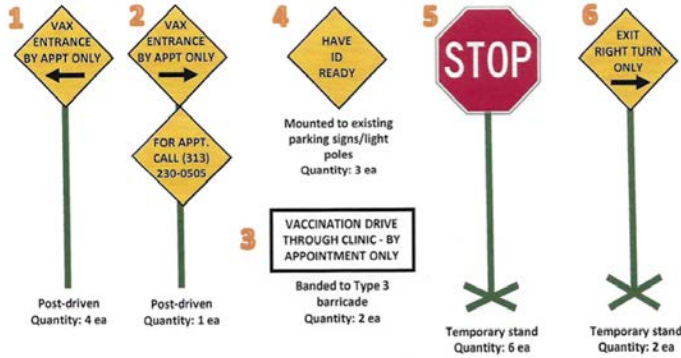 1
VAX
ENTRANCE
BY APPT ONLY
Post-driven
Quantity: 4 ea
2
VAX
ENTRANCE
BY APPT ONLY
FOR APPT.
CALL (313)
230-0505
Post-driven
Quantity: 1 ea
4
HAVE
ID
READY
Mounted to existing
parking signs/light
poles
Quantity: 3 ea
3
VACCINATION DRIVE
THROUGH CLINIC - BY
APPOINTMENT ONLY
Banded to Type 3
barricade
Quantity: 2 ea
5
STOP
Temporary stand
Quantity: 6 ea
6
EXIT
RIGHT TURN
ONLY
Temporary stand
Quantity: 2 ea